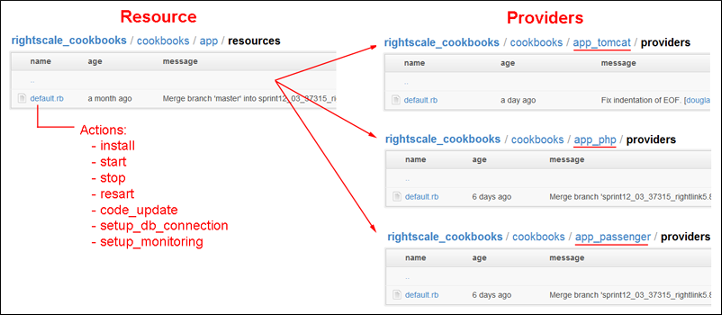 Resource
rightscale_cookbooks / cookbooks / app / resources
name age message
..
default.rb a month ago Merge branch 'master' into sprint12_03_37315_rightl
Actions:
- install
- start
- stop
- resart
- code_update
- setup_db_connection
- setup_monitoring
Providers
rightscale_cookbooks / cookbooks / app_tomcat / providers
name age message
..
default.rb a day ago Fix indentation of EOF. [dougla
rightscale_cookbooks / cookbooks / app_php / providers
name age message
..
default.rb 6 days ago Merge branch 'sprint12_03_37315_rightlink5.8
rightscale_cookbooks / cookbooks / app_passenger / providers
name age message
..
default.rb 6 days ago Merge branch 'sprint12_03_37315_rightlink5.8